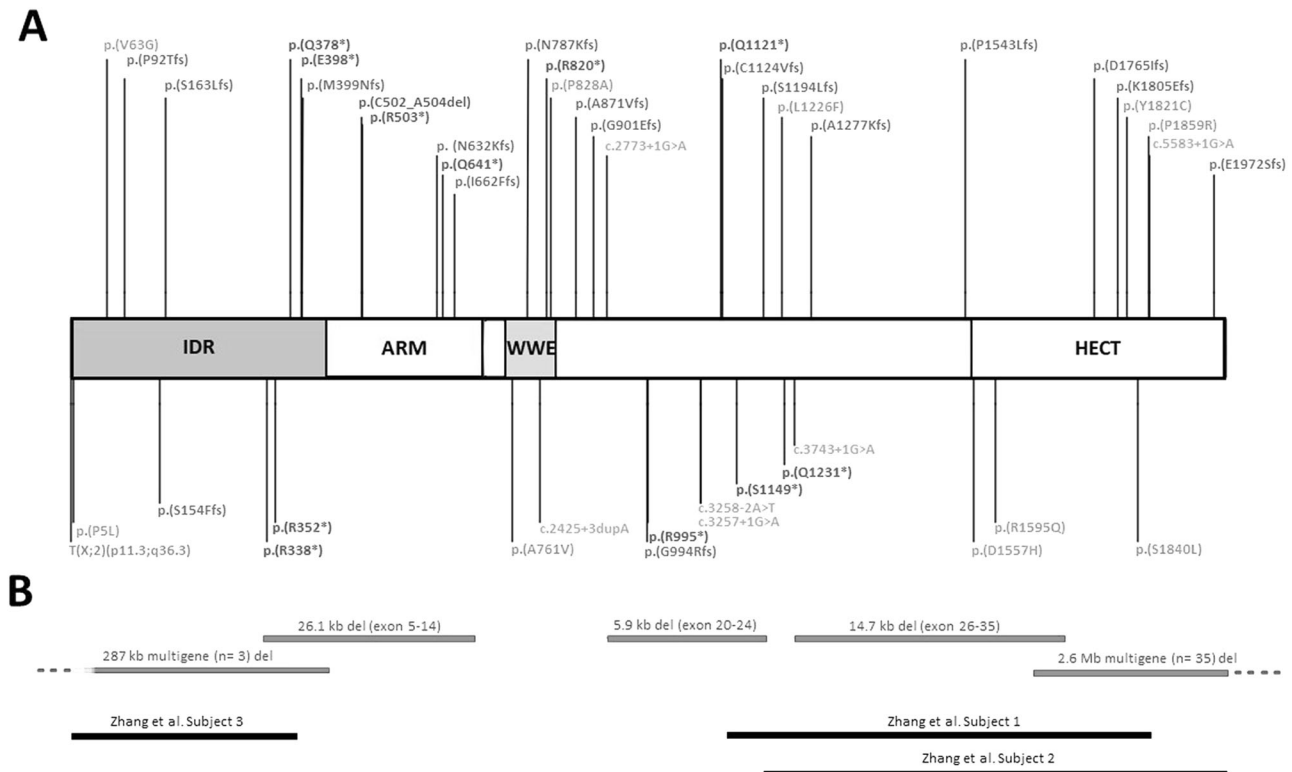 A
p.(V63G)
p.(P92Tfs)
p.(S163Lfs)
p.(Q378*)
p.(E398*)
p.(M399Nfs)
p.(C502_A504del)
p.(R503*)
p. (N632Kfs)
p.(Q641*)
p.(I662Ffs)
p.(N787Kfs)
p.(R820*)
p.(P828A)
p.(A871Vfs)
p.(G901Efs)
c.2773+1G>A
p.(Q1121*)
p.(C1124Vfs)
p.(S1194Lfs)
p.(L1226F)
p.(A1277Kfs)
p.(P1543Lfs)
p.(D1765Ifs)
p.(K1805Efs)
p.(Y1821C)
p.(P1859R)
c.5583+1G>A
p.(E1972Sfs)
IDR
ARM
WWE
HECT
p.(P5L)
T(X;2)(p11.3;q36.3)
p.(S154Ffs)
p.(R352*)
p.(R338*)
c.2425+3dupA
p.(A761V)
p.(R995*)
p.(G994Rfs)
c.3258-2A>T
c.3257+1G>A
p.(S1149*)
p.(Q1231*)
c.3743+1G>A
p.(R1595Q)
p.(D1557H)
p.(S1840L)
B
26.1 kb del (exon 5-14)
5.9 kb del (exon 20-24)
14.7 kb del (exon 26-35)
287 kb multigene (n= 3) del
2.6 Mb multigene (n= 35) del
Zhang et al. Subject 3
Zhang et al. Subject 1
Zhang et al. Subject 2